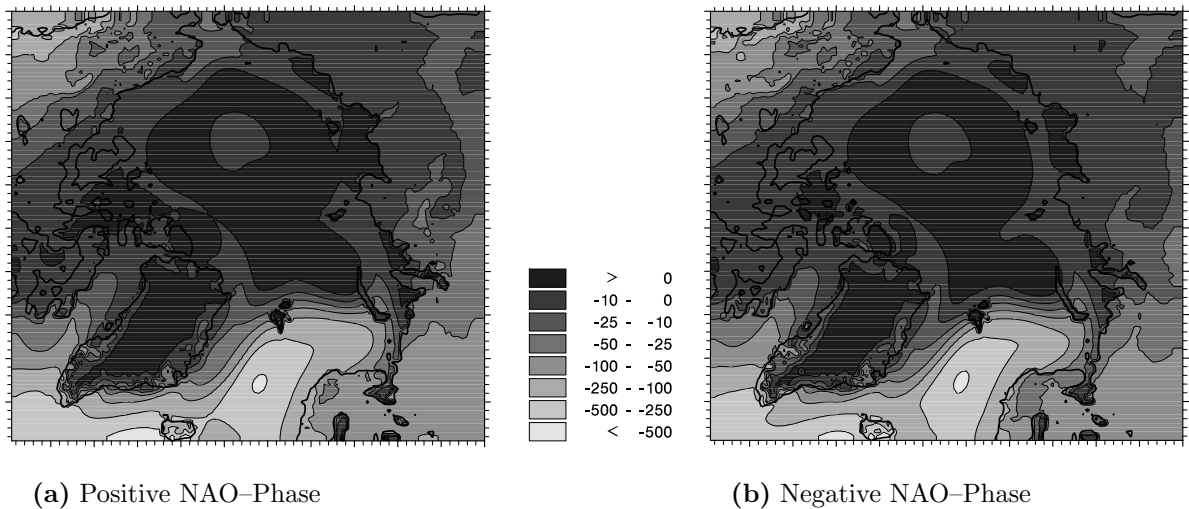 > 0
-10 - 0
-25 - -10
-50 - -25
-100 - -50
-250 - -100
-500 - -250
< -500
(a) Positive NAO–Phase
(b) Negative NAO–Phase